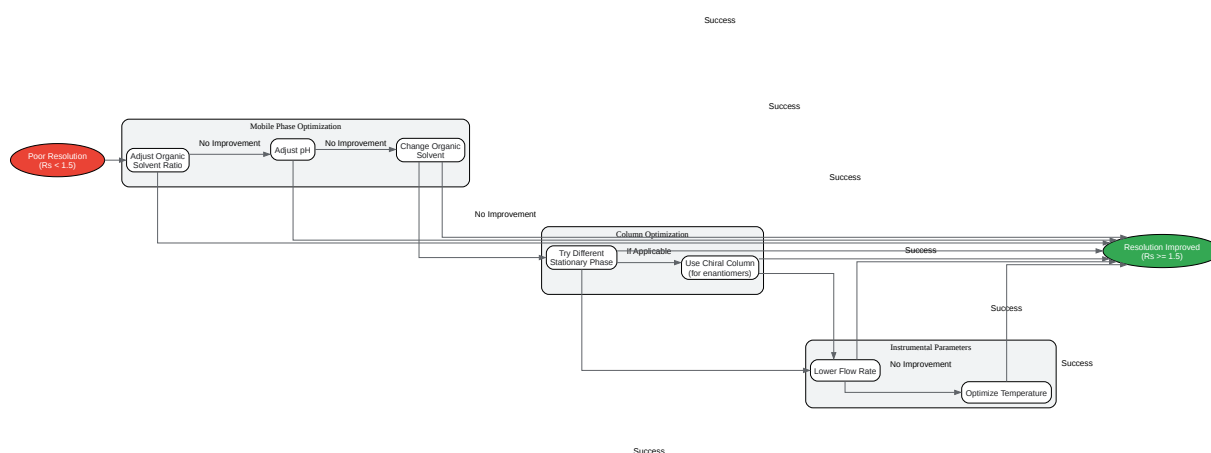 Success
Success
Mobile Phase Optimization
No Improvement
No Improvement
Poor Resolution
(Rs < 1.5)
Adjust Organic
Solvent Ratio
Adjust pH
Change Organic
Solvent
Success
No Improvement
Column Optimization
Try Different
Stationary Phase
If Applicable
Use Chiral Column
(for enantiomers)
Success
Resolution Improved
(Rs >= 1.5)
Success
Instrumental Parameters
Lower Flow Rate
No Improvement
Success
Optimize Temperature
Success